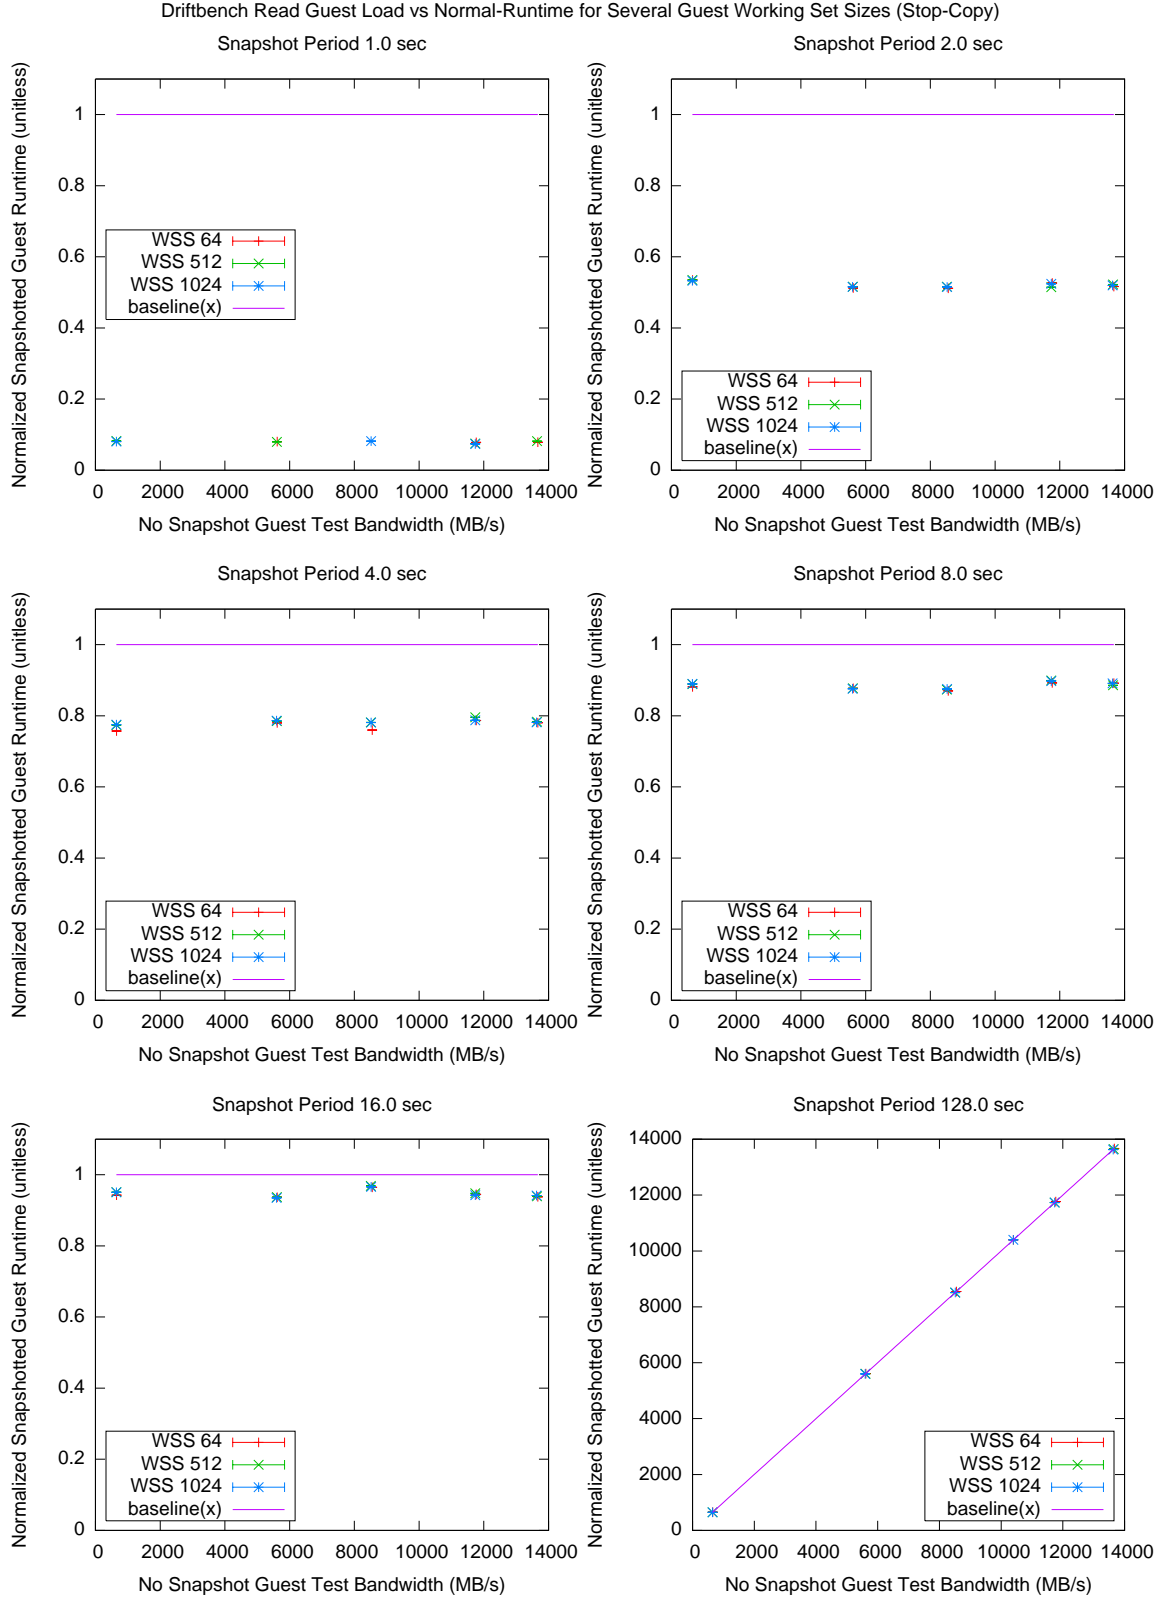 Driftbench Read Guest Load vs Normal-Runtime for Several Guest Working Set Sizes (Stop-Copy)
Snapshot Period 1.0 sec
Normalized Snapshotted Guest Runtime (unitless)
1
0.8
0.6
0.4
0.2
0
WSS 64
WSS 512
WSS 1024
baseline(x)
0 2000 4000 6000 8000 10000 12000 14000
No Snapshot Guest Test Bandwidth (MB/s)
Snapshot Period 2.0 sec
Normalized Snapshotted Guest Runtime (unitless)
1
0.8
0.6
0.4
0.2
0
WSS 64
WSS 512
WSS 1024
baseline(x)
0 2000 4000 6000 8000 10000 12000 14000
No Snapshot Guest Test Bandwidth (MB/s)
Snapshot Period 4.0 sec
Normalized Snapshotted Guest Runtime (unitless)
1
0.8
0.6
0.4
0.2
0
WSS 64
WSS 512
WSS 1024
baseline(x)
0 2000 4000 6000 8000 10000 12000 14000
No Snapshot Guest Test Bandwidth (MB/s)
Snapshot Period 8.0 sec
Normalized Snapshotted Guest Runtime (unitless)
1
0.8
0.6
0.4
0.2
0
WSS 64
WSS 512
WSS 1024
baseline(x)
0 2000 4000 6000 8000 10000 12000 14000
No Snapshot Guest Test Bandwidth (MB/s)
Snapshot Period 16.0 sec
Normalized Snapshotted Guest Runtime (unitless)
1
0.8
0.6
0.4
0.2
0
WSS 64
WSS 512
WSS 1024
baseline(x)
0 2000 4000 6000 8000 10000 12000 14000
No Snapshot Guest Test Bandwidth (MB/s)
Snapshot Period 128.0 sec
Normalized Snapshotted Guest Runtime (unitless)
14000
12000
10000
8000
6000
4000
2000
0
WSS 64
WSS 512
WSS 1024
baseline(x)
0 2000 4000 6000 8000 10000 12000 14000
No Snapshot Guest Test Bandwidth (MB/s)